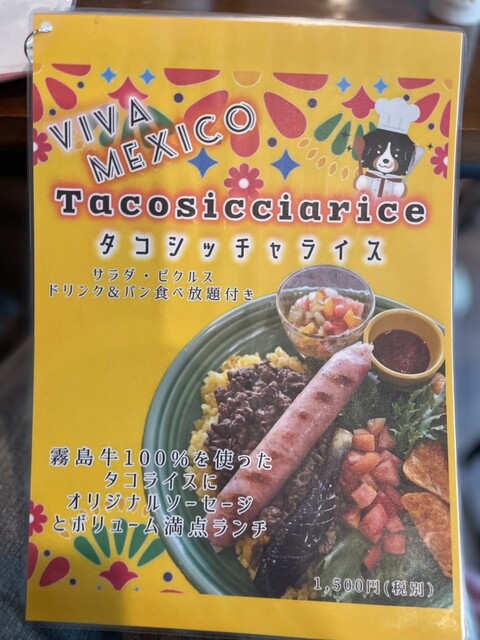 VIVA
MEXICO
Tacosicciarice
タコシッチャライス
サラダ・ピクルス
ドリンク&パン食べ放題付き
霧島牛100%を使った
タコライスに
オリジナルソーセージ
とボリューム満点ランチ
1,500円(税別)